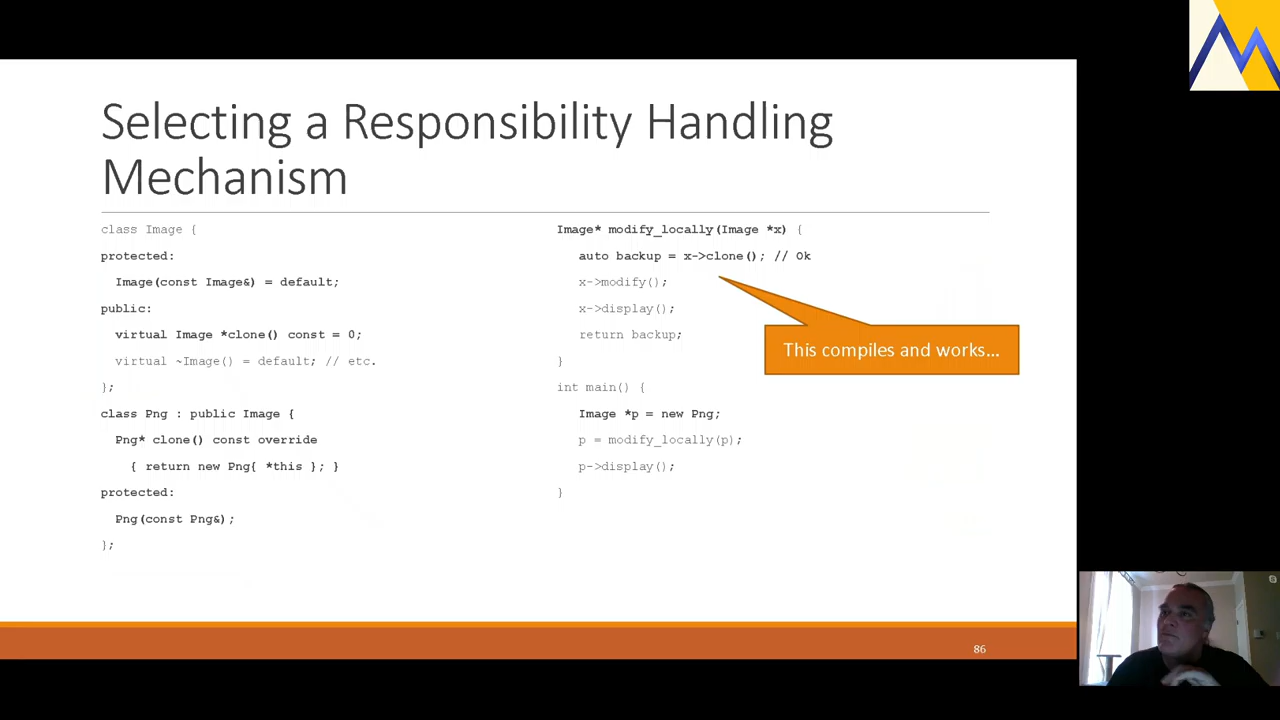 Selecting a Responsibility Handling
Mechanism
class Image {
protected:
Image(const Image&) = default;
public:
virtual Image *clone() const = 0;
virtual ~Image() = default; // etc.
};
class Png : public Image {
Png* clone() const override
{ return new Png{ *this }; }
protected:
Png(const Png&);
};
Image* modify_locally(Image *x) {
auto backup = x->clone(); // Ok
x->modify();
x->display();
return backup;
}
int main() {
Image *p = new Png;
p = modify_locally(p);
p->display();
}
This compiles and works…
86